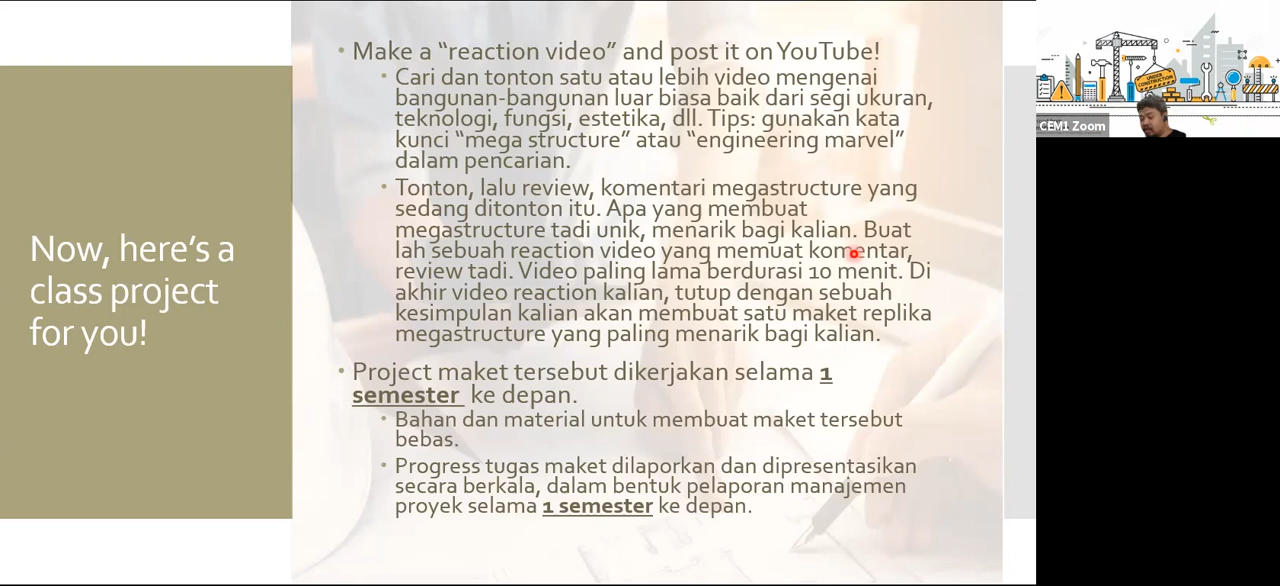 Now, here's a
class project
for you!
• Make a “reaction video” and post it on YouTube!
• Cari dan tonton satu atau lebih video mengenai
bangunan-bangunan luar biasa baik dari segi ukuran,
teknologi, fungsi, estetika, dll. Tips: gunakan kata
kunci “mega structure” atau “engineering marvel”
dalam pencarian.
• Tonton, lalu review, komentari megastructure yang
sedang ditonton itu. Apa yang membuat
megastructure tadi unik, menarik bagi kalian. Buat
lah sebuah reaction video yang memuat komentar,
review tadi. Video paling lama berdurasi 10 menit. Di
akhir video reaction kalian, tutup dengan sebuah
kesimpulan kalian akan membuat satu maket replika
megastructure yang paling menarik bagi kalian.
• Project maket tersebut dikerjakan selama 1
semester ke depan.
• Bahan dan material untuk membuat maket tersebut
bebas.
• Progress tugas maket dilaporkan dan dipresentasikan
secara berkala, dalam bentuk pelaporan manajemen
proyek selama 1 semester ke depan.
UNDER
CONSTRUCTION
CEM1 Zoom